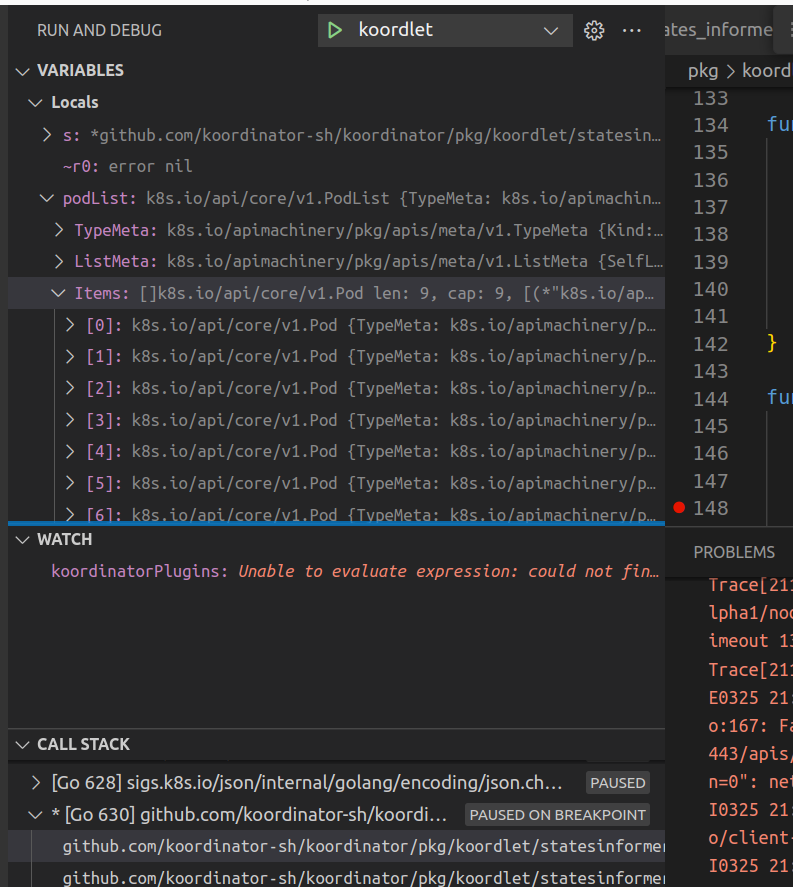 RUN AND DEBUG
koordlet
VARIABLES
Locals
s: *github.com/koordinator-sh/koordinator/pkg/koordlet/statesin…
~r0: error nil
podList: k8s.io/api/core/v1.PodList {TypeMeta: k8s.io/apimachin…
TypeMeta: k8s.io/apimachinery/pkg/apis/meta/v1.TypeMeta {Kind:…
ListMeta: k8s.io/apimachinery/pkg/apis/meta/v1.ListMeta {SelfL…
Items: []k8s.io/api/core/v1.Pod len: 9, cap: 9, [(*"k8s.io/ap…
[0]: k8s.io/api/core/v1.Pod {TypeMeta: k8s.io/apimachinery/p…
[1]: k8s.io/api/core/v1.Pod {TypeMeta: k8s.io/apimachinery/p…
[2]: k8s.io/api/core/v1.Pod {TypeMeta: k8s.io/apimachinery/p…
[3]: k8s.io/api/core/v1.Pod {TypeMeta: k8s.io/apimachinery/p…
[4]: k8s.io/api/core/v1.Pod {TypeMeta: k8s.io/apimachinery/p…
[5]: k8s.io/api/core/v1.Pod {TypeMeta: k8s.io/apimachinery/p…
[6]: k8s.io/api/core/v1.Pod {TypeMeta: k8s.io/apimachinery/p…
WATCH
koordinatorPlugins: Unable to evaluate expression: could not fin…
CALL STACK
[Go 628] sigs.k8s.io/json/internal/golang/encoding/json.ch… PAUSED
* [Go 630] github.com/koordinator-sh/koordi… PAUSED ON BREAKPOINT
github.com/koordinator-sh/koordinator/pkg/koordlet/statesinformer
github.com/koordinator-sh/koordinator/pkg/koordlet/statesinformer
ates_informe
pkg > koord
133
134 fu
135
136
137
138
139
140
141
142 }
143
144 fu
145
146
147
148
PROBLEMS
Trace[211
lpha1/noc
imeout 13
Trace[211
E0325 21:
o:167: Fa
443/apis/
n=0": net
I0325 21:
o/client-
I0325 21: